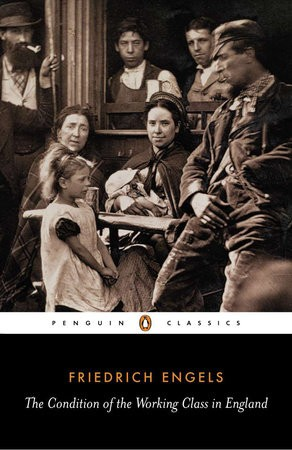 PENGUIN CLASSICS
FRIEDRICH ENGELS
The Condition of the Working Class in England